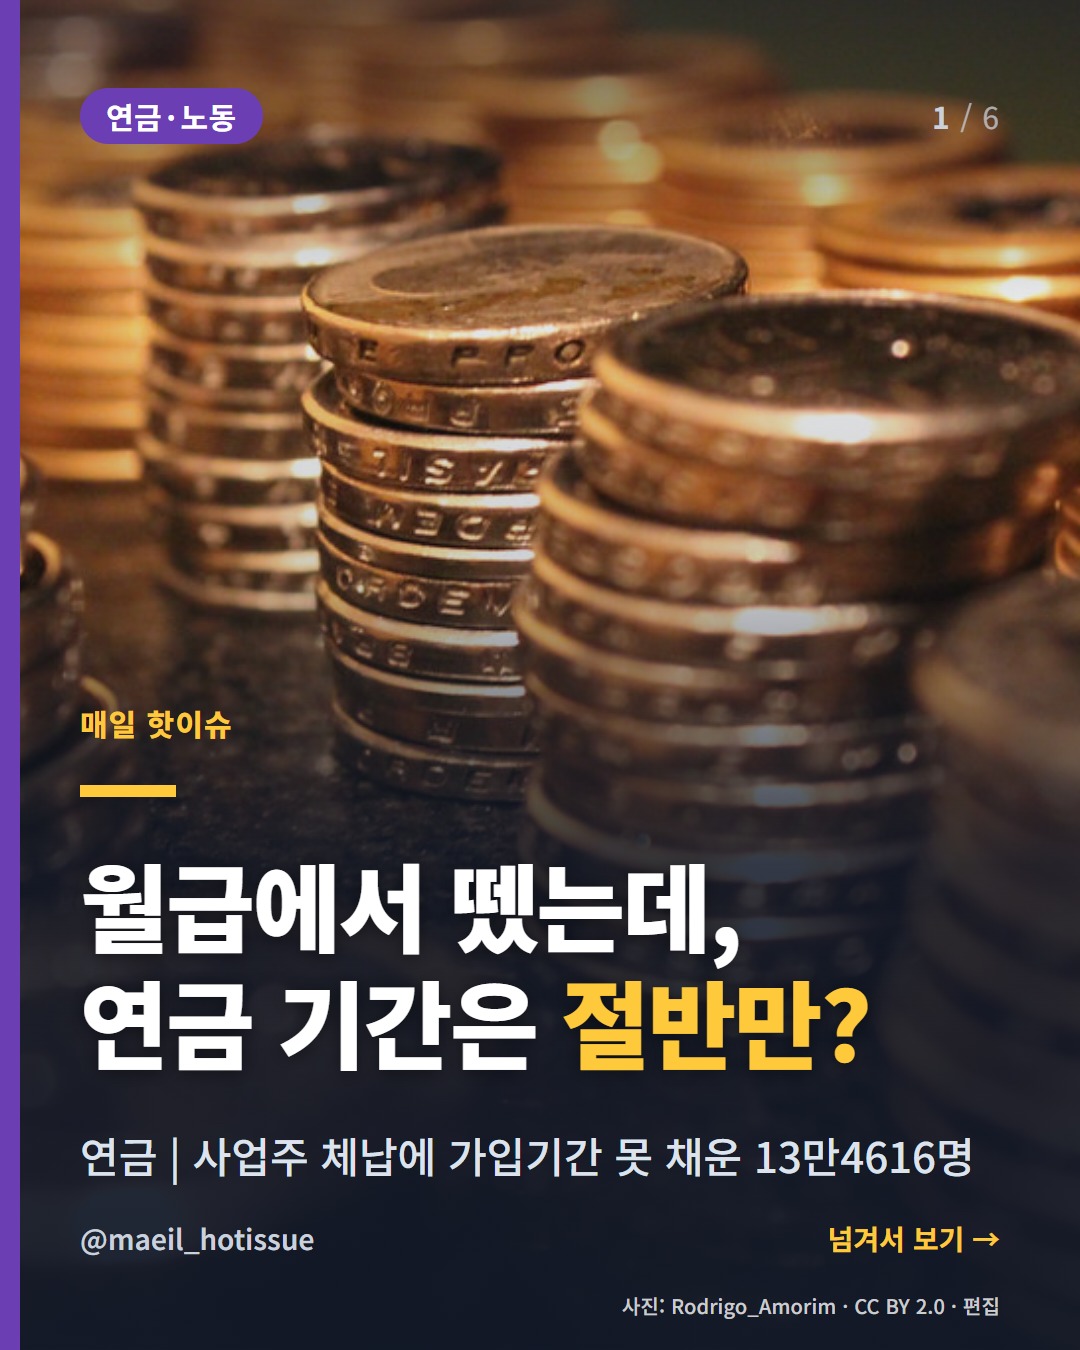 연금·노동
1 / 6
매일 핫이슈
월급에서 뗐는데,
연금 기간은 절반만?
연금 | 사업주 체납에 가입기간 못 채운 13만4616명
@maeil_hotissue
넘겨서 보기 →
사진: Rodrigo_Amorim · CC BY 2.0 · 편집